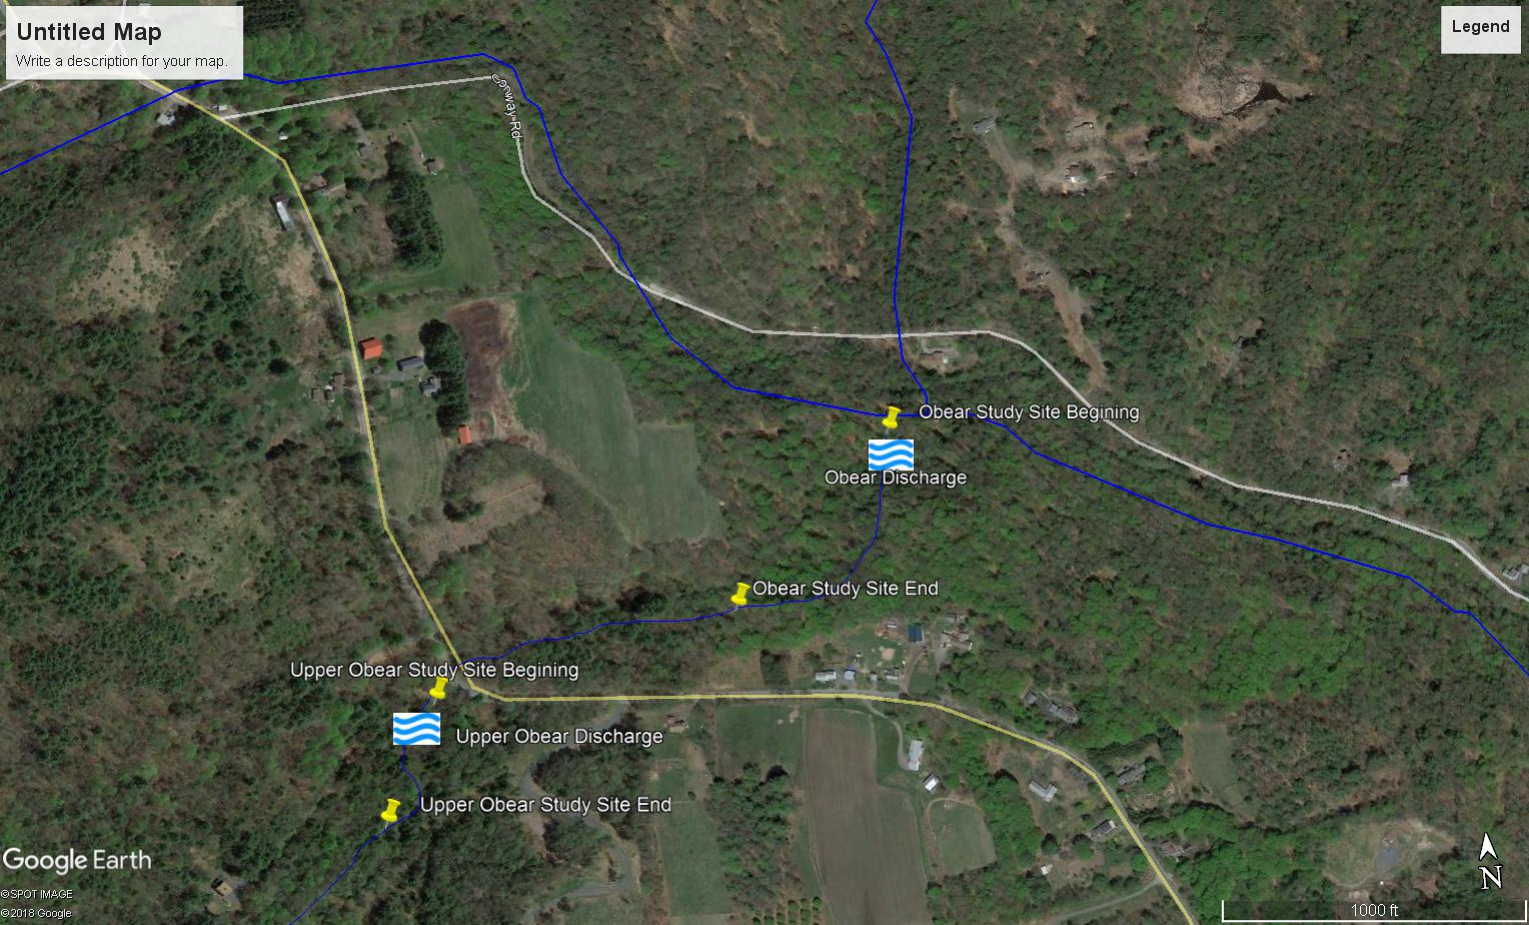 Untitled Map
Write a description for your map.
Legend
Conway Rd
Obear Study Site Begining
Obear Discharge
Obear Study Site End
Upper Obear Study Site Begining
Upper Obear Discharge
Upper Obear Study Site End
Google Earth
©SPOT IMAGE
©2018 Google
N
1000 ft